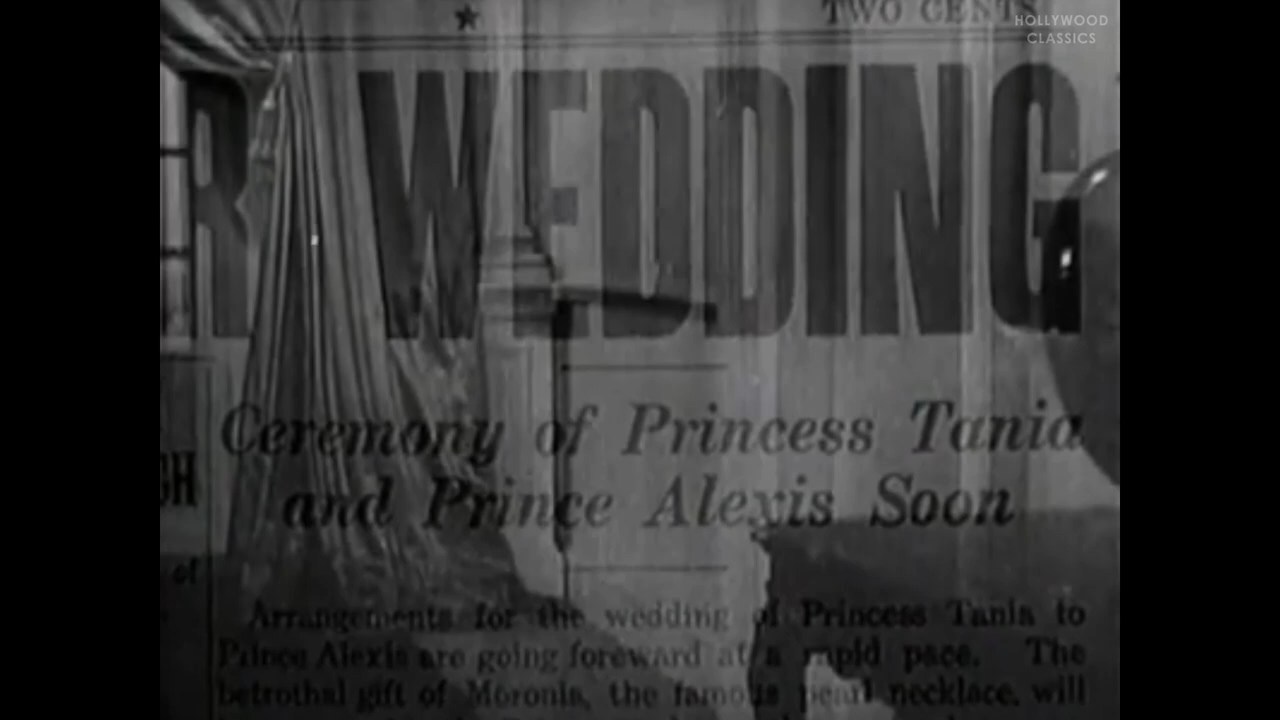 TWO CENTS
HOLLYWOOD
CLASSICS
R WEDDING
Ceremony of Princess Tania
and Prince Alexis Soon
GH
of
Arrangements for the wedding of Princess Tania to
Prince Alexis are going foreward at a rapid pace. The
betrothal gift of Moronia, the famous pearl necklace, will